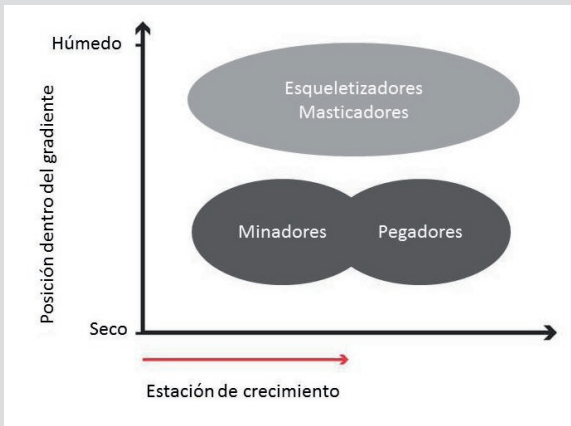 Húmedo
Esqueletizadores
Masticadores
Posición dentro del gradiente
Minadores Pegadores
Seco
Estación de crecimiento